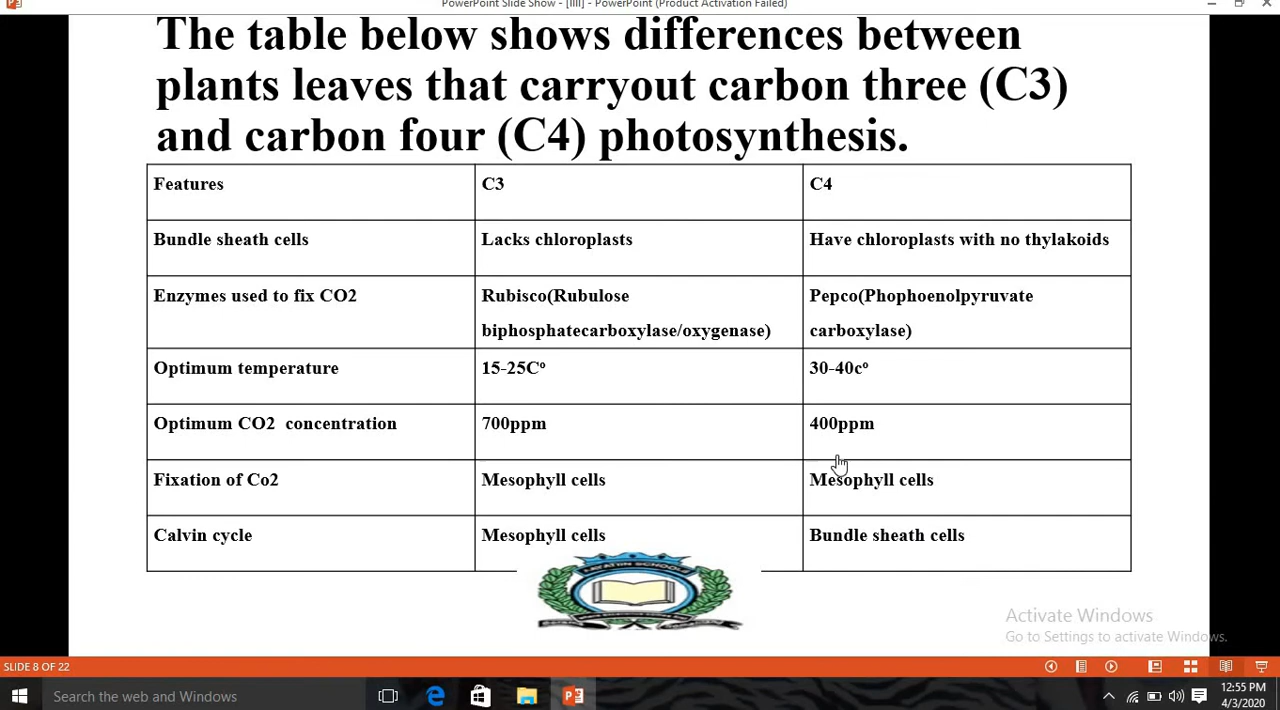 PowerPoint Slide Show - [IIII] - PowerPoint (Product Activation Failed)
The table below shows differences between
plants leaves that carryout carbon three (C3)
and carbon four (C4) photosynthesis.
Features C3 C4
Bundle sheath cells Lacks chloroplasts Have chloroplasts with no thylakoids
Enzymes used to fix CO2 Rubisco(Rubulose Pepco(Phophoenolpyruvate
biphosphatecarboxylase/oxygenase) carboxylase)
Optimum temperature 15-25Cº 30-40cº
Optimum CO2 concentration 700ppm 400ppm
Fixation of Co2 Mesophyll cells Mesophyll cells
Calvin cycle Mesophyll cells Bundle sheath cells
Activate Windows
Go to Settings to activate Windows.
SLIDE 8 OF 22
Search the web and Windows
12:55 PM
4/3/2020